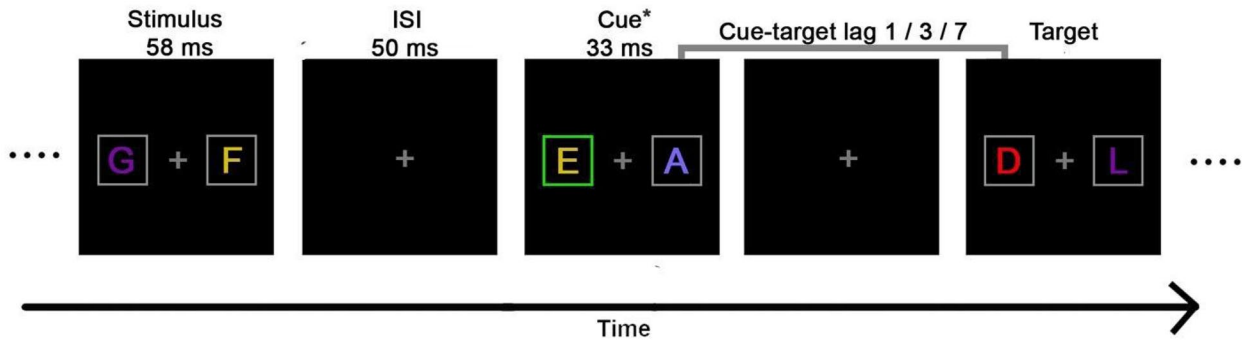 Stimulus
58 ms
ISI
50 ms
Cue*
33 ms
Cue-target lag 1 / 3 / 7
Target
G + F
+
E + A
+
D + L
Time